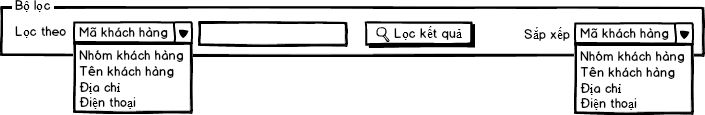 Bộ lọc
Lọc theo Mã khách hàng Lọc kết quả Sắp xếp Mã khách hàng
Nhóm khách hàng Nhóm khách hàng
Tên khách hàng Tên khách hàng
Địa chỉ Địa chỉ
Điện thoại Điện thoại